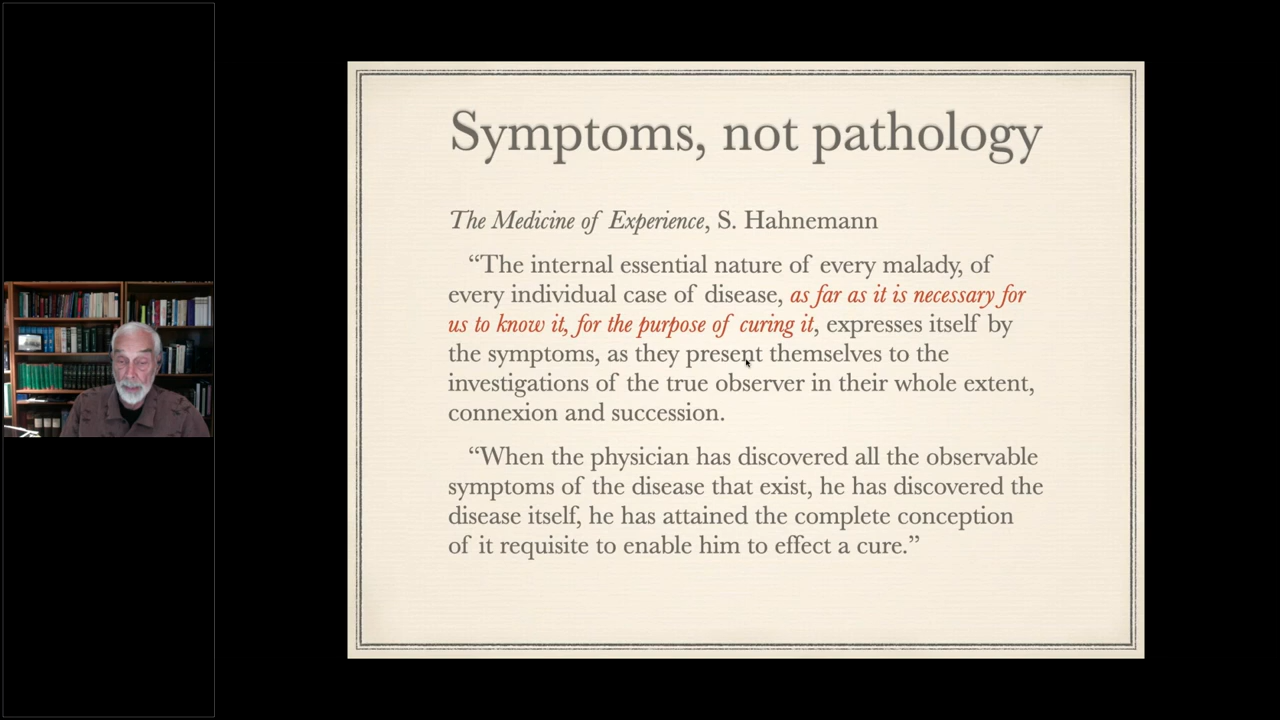 Symptoms, not pathology
The Medicine of Experience, S. Hahnemann
“The internal essential nature of every malady, of
every individual case of disease, as far as it is necessary for
us to know it, for the purpose of curing it, expresses itself by
the symptoms, as they present themselves to the
investigations of the true observer in their whole extent,
connexion and succession.
“When the physician has discovered all the observable
symptoms of the disease that exist, he has discovered the
disease itself, he has attained the complete conception
of it requisite to enable him to effect a cure.”